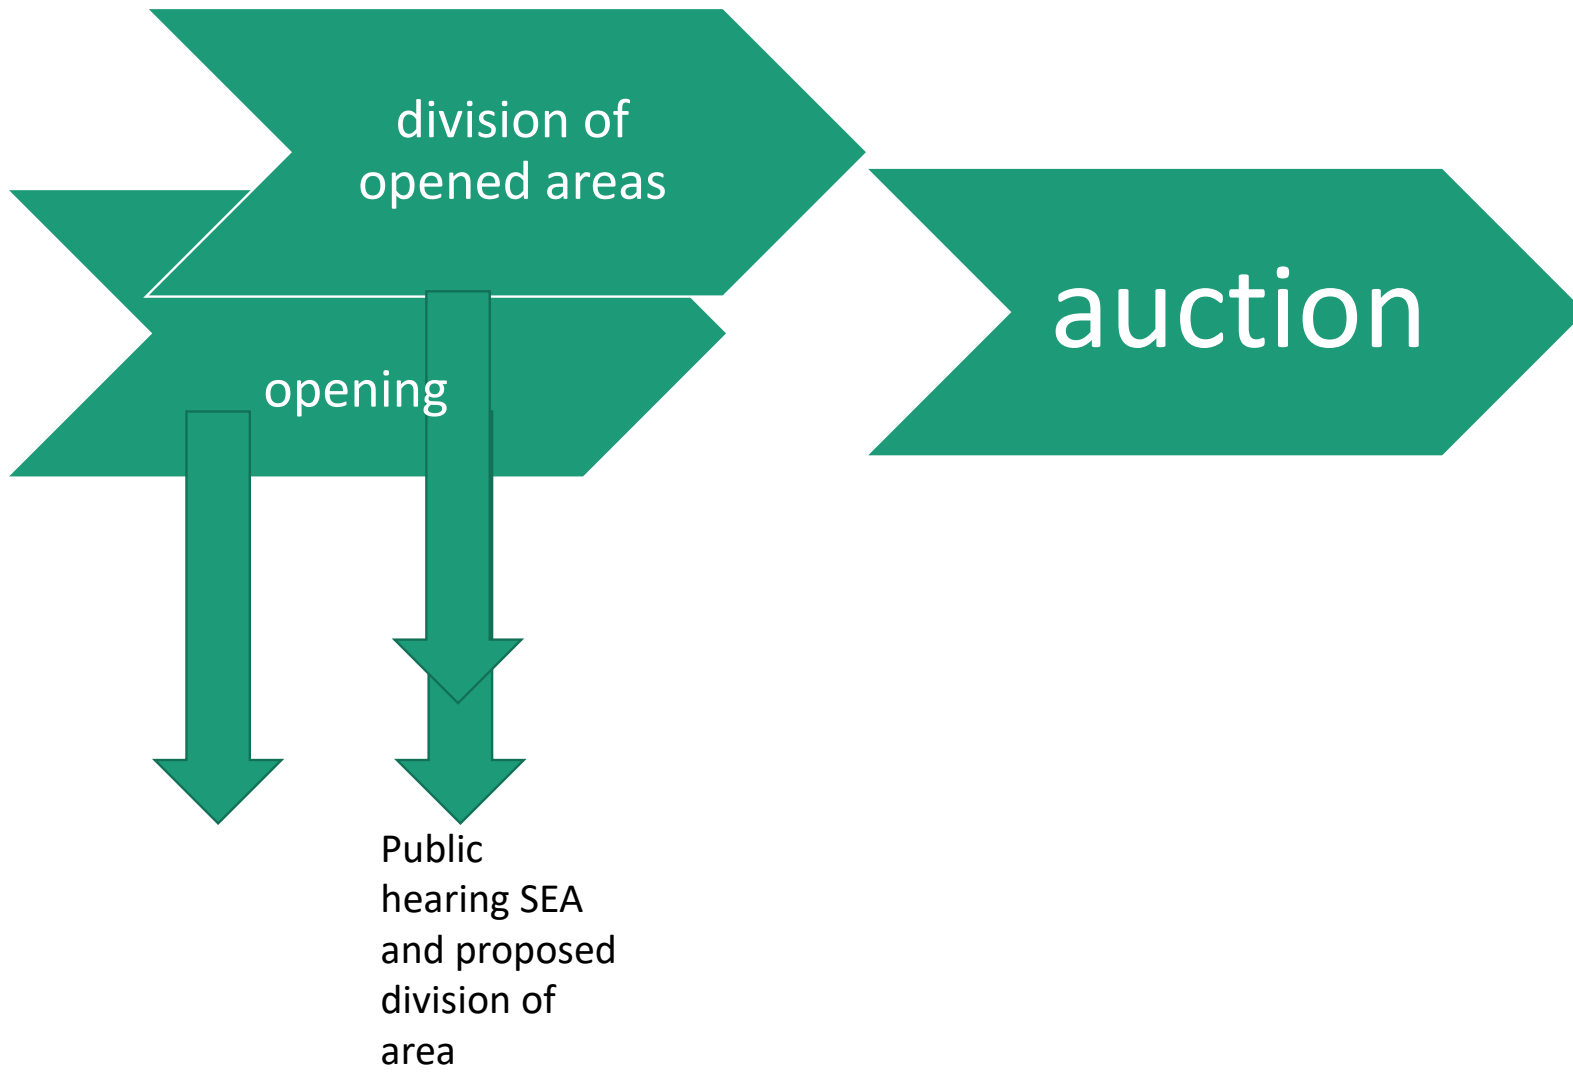 division of
opened areas
opening
auction
Public
hearing SEA
and proposed
division of
area